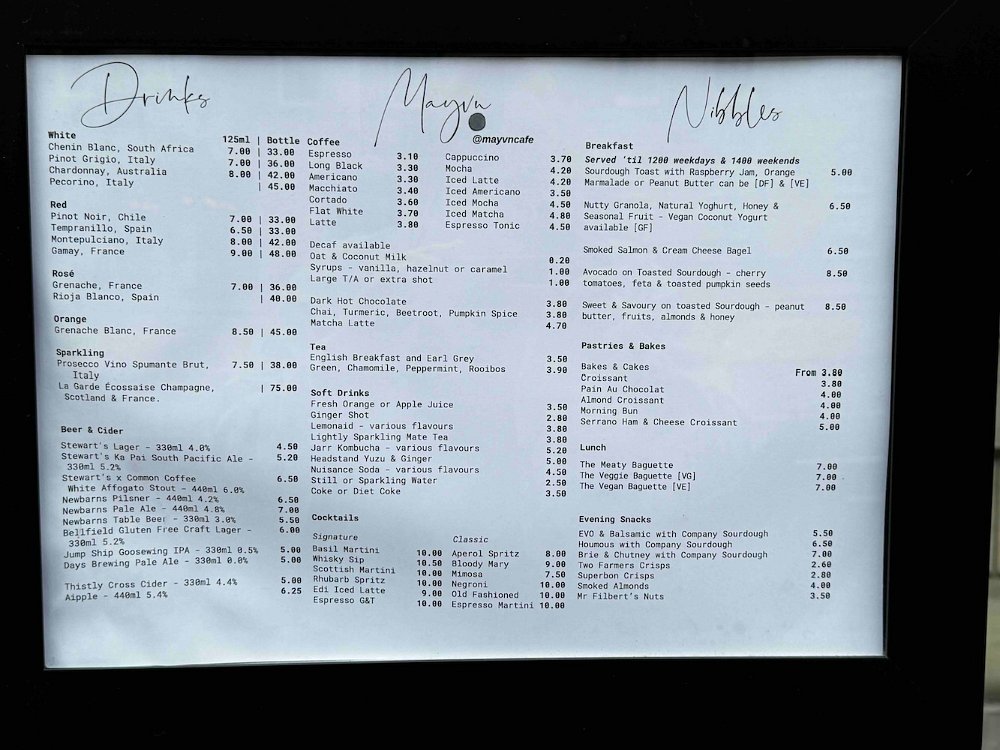 Drinks
White 125ml | Bottle
Chenin Blanc, South Africa 7.00 | 33.00
Pinot Grigio, Italy 7.00 | 36.00
Chardonnay, Australia 8.00 | 42.00
Pecorino, Italy | 45.00
Red
Pinot Noir, Chile 7.00 | 33.00
Tempranillo, Spain 6.50 | 33.00
Montepulciano, Italy 8.00 | 42.00
Gamay, France 9.00 | 48.00
Rosé
Grenache, France 7.00 | 36.00
Rioja Blanco, Spain | 40.00
Orange
Grenache Blanc, France 8.50 | 45.00
Sparkling
Prosecco Vino Spumante Brut, 7.50 | 38.00
Italy
La Garde Écossaise Champagne, | 75.00
Scotland & France.
Beer & Cider
Stewart's Lager - 330ml 4.0% 4.50
Stewart's Ka Pai South Pacific Ale - 5.20
330ml 5.2%
Stewart's x Common Coffee 6.50
White Affogato Stout - 440ml 6.0%
Newbarns Pilsner - 440ml 4.2% 6.50
Newbarns Pale Ale - 440ml 4.8% 7.00
Newbarns Table Beer - 330ml 3.0% 5.50
Bellfield Gluten Free Craft Lager - 6.00
330ml 5.2%
Jump Ship Goosewing IPA - 330ml 0.5% 5.00
Days Brewing Pale Ale - 330ml 0.0% 5.00
Thistly Cross Cider - 330ml 4.4% 5.00
Aipple - 440ml 5.4% 6.25
Mayvn
@mayvncafe
Coffee
Espresso 3.10
Long Black 3.30
Americano 3.30
Macchiato 3.40
Cortado 3.60
Flat White 3.70
Latte 3.80
Cappuccino 3.70
Mocha 4.20
Iced Latte 4.20
Iced Americano 3.50
Iced Mocha 4.50
Iced Matcha 4.80
Espresso Tonic 4.50
Decaf available
Oat & Coconut Milk 0.20
Syrups - vanilla, hazelnut or caramel 1.00
Large T/A or extra shot 1.00
Dark Hot Chocolate 3.80
Chai, Turmeric, Beetroot, Pumpkin Spice 3.80
Matcha Latte 4.70
Tea
English Breakfast and Earl Grey 3.50
Green, Chamomile, Peppermint, Rooibos 3.90
Soft Drinks
Fresh Orange or Apple Juice 3.50
Ginger Shot 2.80
Lemonaid - various flavours 3.80
Lightly Sparkling Mate Tea 3.80
Jarr Kombucha - various flavours 5.20
Headstand Yuzu & Ginger 5.00
Nuisance Soda - various flavours 4.50
Still or Sparkling Water 2.50
Coke or Diet Coke 3.50
Cocktails
Signature
Basil Martini 10.00
Whisky Sip 10.50
Scottish Martini 10.00
Rhubarb Spritz 10.00
Edi Iced Latte 9.00
Espresso G&T 10.00
Classic
Aperol Spritz 8.00
Bloody Mary 9.00
Mimosa 7.50
Negroni 10.00
Old Fashioned 10.00
Espresso Martini 10.00
Nibbles
Breakfast
Served 'til 1200 weekdays & 1400 weekends
Sourdough Toast with Raspberry Jam, Orange 5.00
Marmalade or Peanut Butter can be [DF] & [VE]
Nutty Granola, Natural Yoghurt, Honey & 6.50
Seasonal Fruit - Vegan Coconut Yogurt
available [GF]
Smoked Salmon & Cream Cheese Bagel 6.50
Avocado on Toasted Sourdough - cherry 8.50
tomatoes, feta & toasted pumpkin seeds
Sweet & Savoury on toasted Sourdough - peanut 8.50
butter, fruits, almonds & honey
Pastries & Bakes
Bakes & Cakes From 3.80
Croissant 3.80
Pain Au Chocolat 4.00
Almond Croissant 4.00
Morning Bun 4.00
Serrano Ham & Cheese Croissant 5.00
Lunch
The Meaty Baguette 7.00
The Veggie Baguette [VG] 7.00
The Vegan Baguette [VE] 7.00
Evening Snacks
EVO & Balsamic with Company Sourdough 5.50
Houmous with Company Sourdough 6.50
Brie & Chutney with Company Sourdough 7.00
Two Farmers Crisps 2.60
Superbon Crisps 2.80
Smoked Almonds 4.00
Mr Filbert's Nuts 3.50